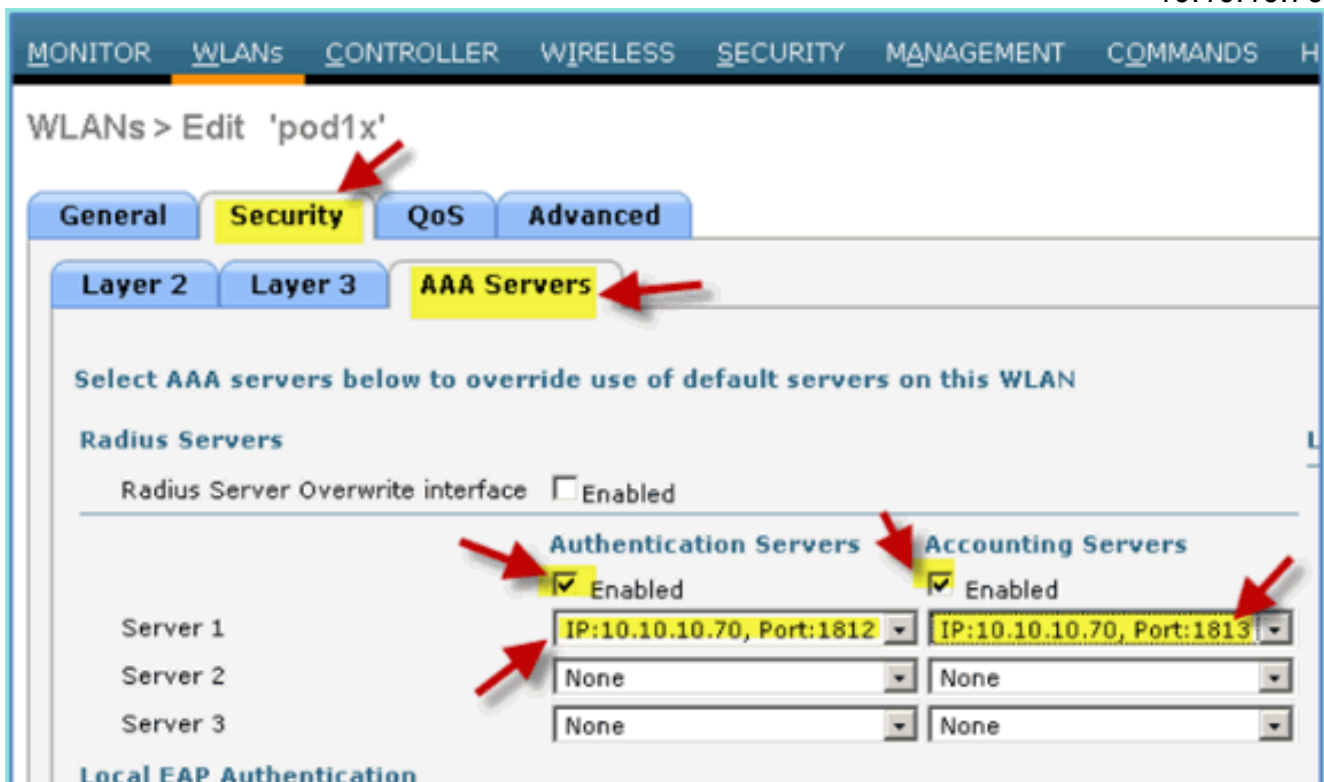 MONITOR WLANs CONTROLLER WIRELESS SECURITY MANAGEMENT COMMANDS H
WLANs > Edit 'pod1x'
General Security QoS Advanced
Layer 2 Layer 3 AAA Servers
Select AAA servers below to override use of default servers on this WLAN
Radius Servers
Radius Server Overwrite interface Enabled
Authentication Servers Accounting Servers
Enabled Enabled
Server 1 IP:10.10.10.70, Port:1812 IP:10.10.10.70, Port:1813
Server 2 None None
Server 3 None None
Local EAP Authentication